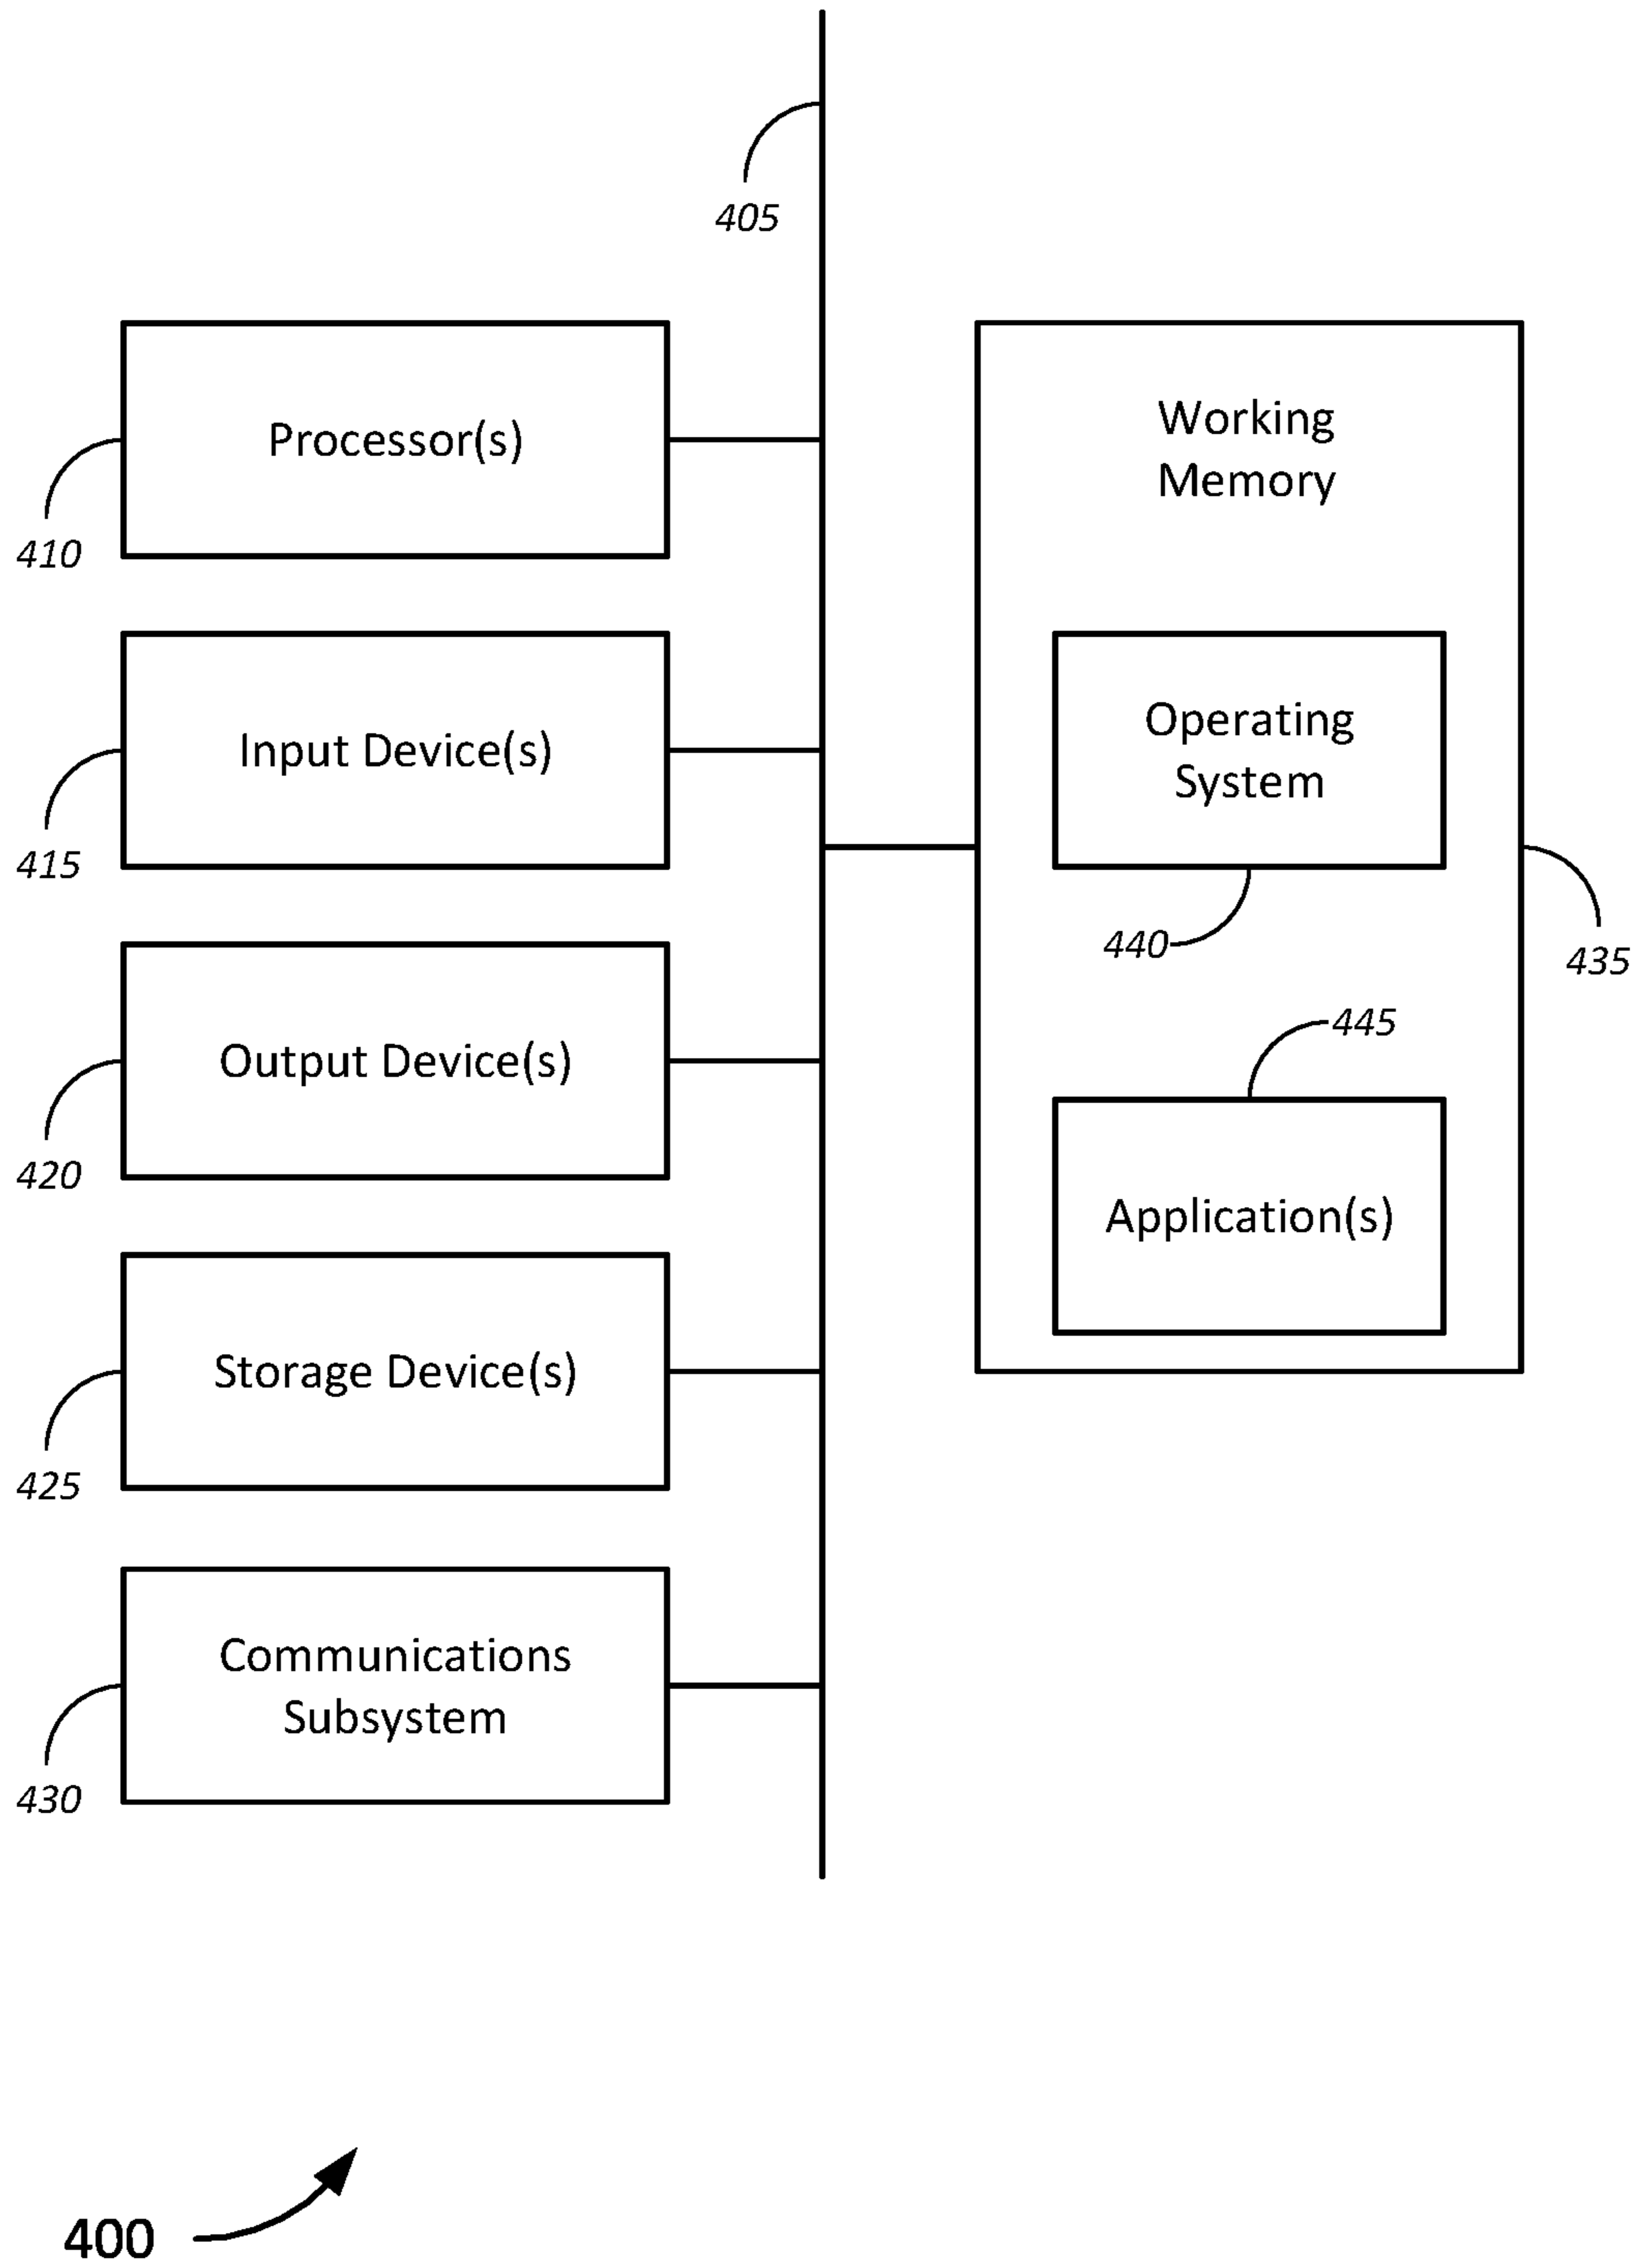 405
Processor(s)
410
Input Device(s)
415
Output Device(s)
420
Storage Device(s)
425
Communications
Subsystem
430
Working
Memory
Operating
System
440
435
445
Application(s)
400